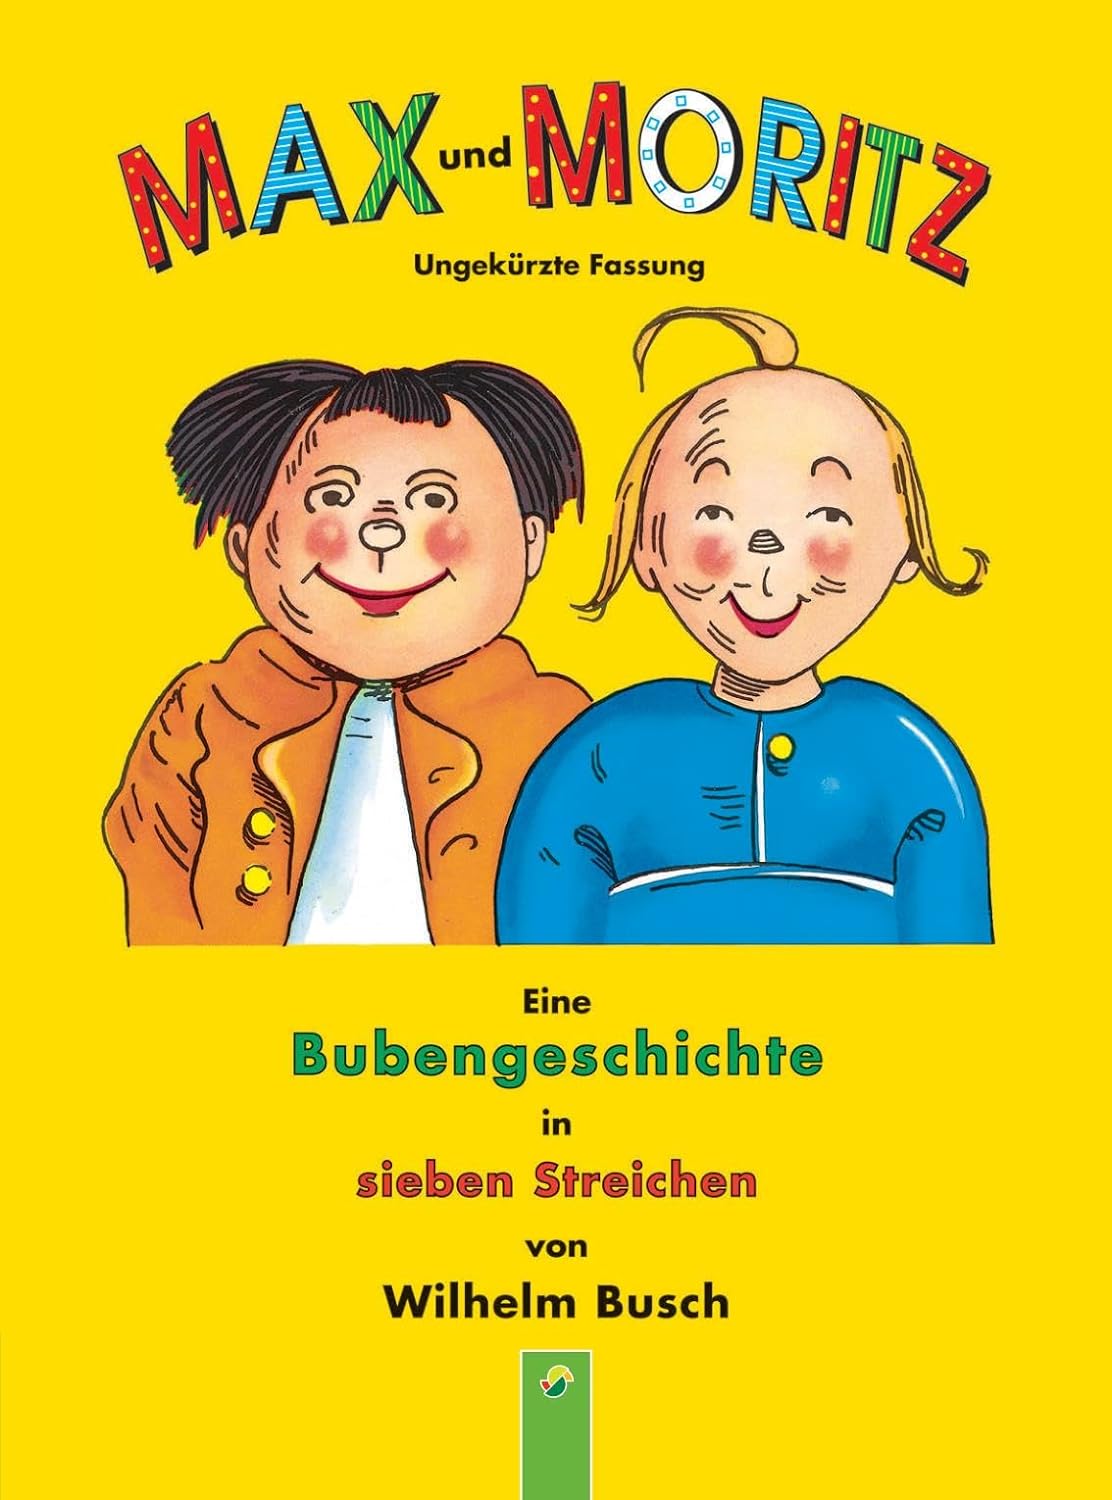 MAX und MORITZ
Ungekürzte Fassung
Eine
Bubengeschichte
in
sieben Streichen
von
Wilhelm Busch